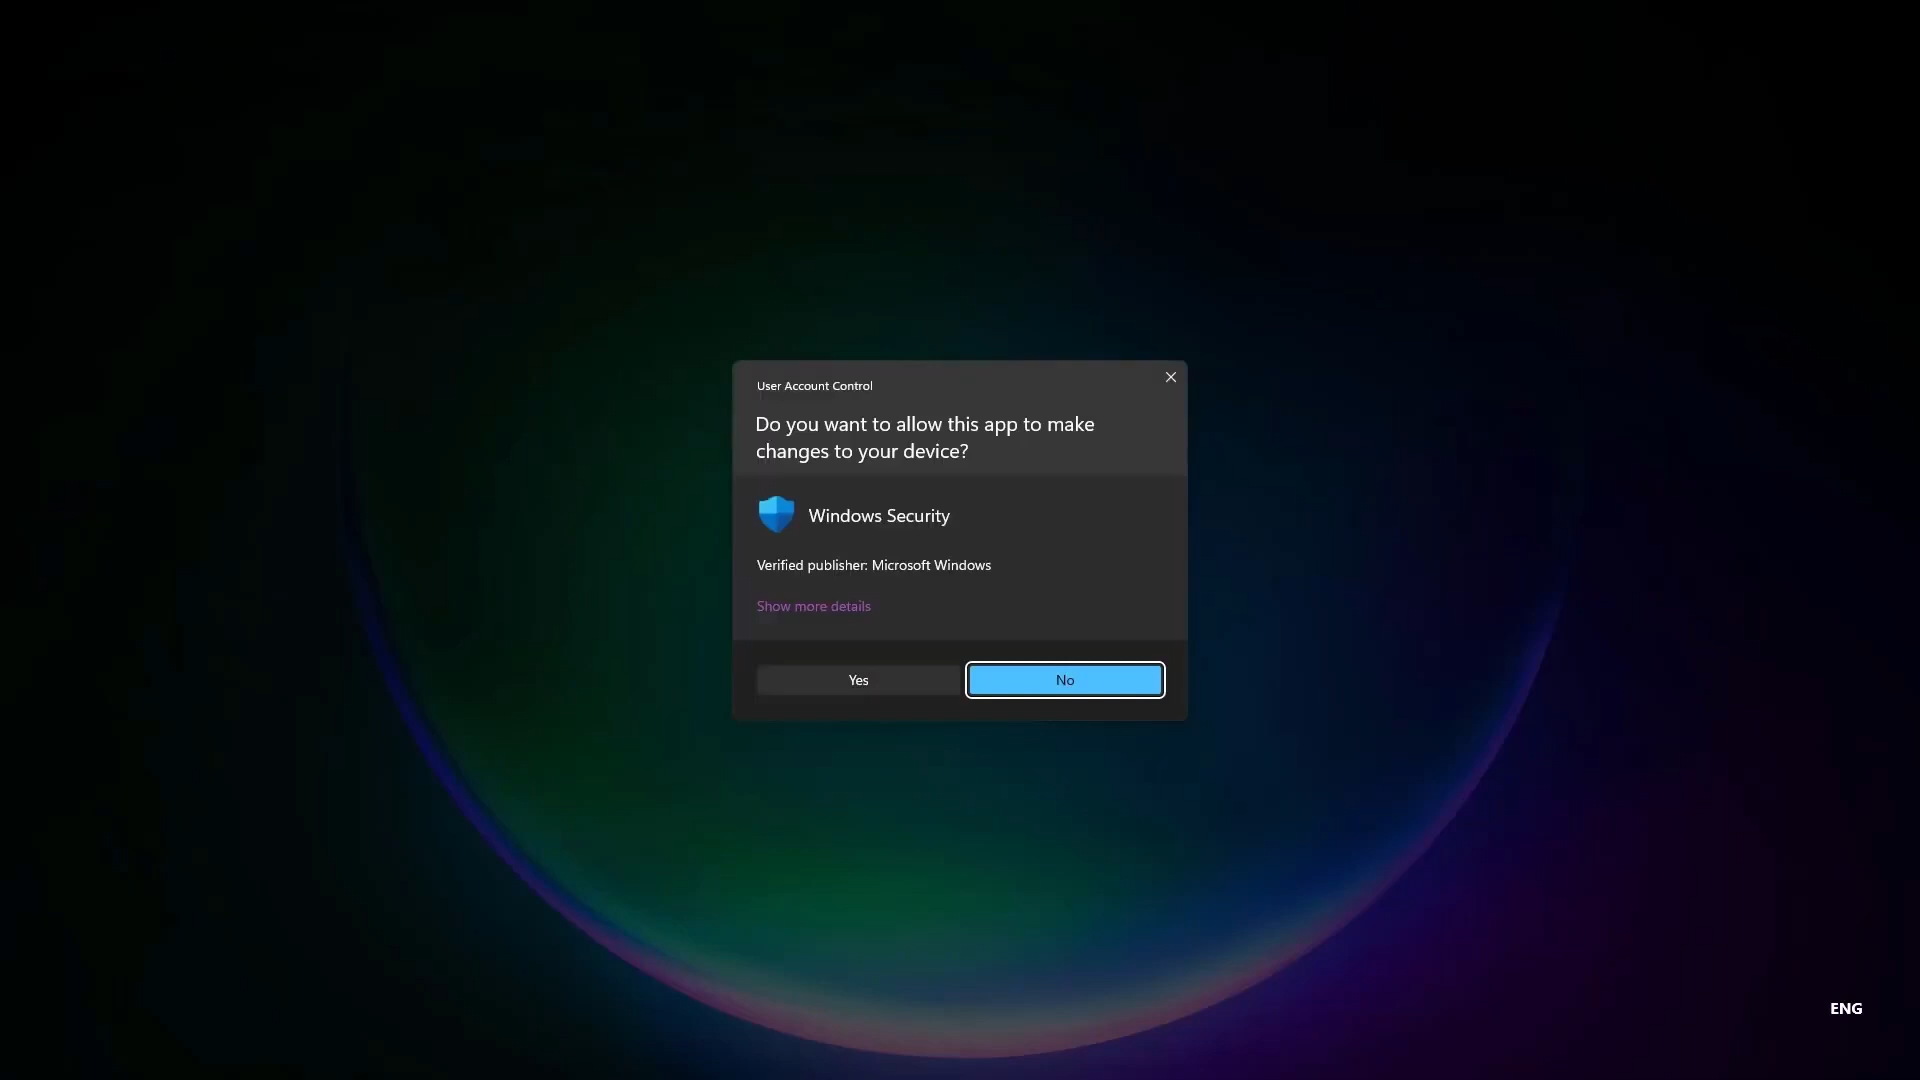 User Account Control
Do you want to allow this app to make
changes to your device?
Windows Security
Verified publisher: Microsoft Windows
Show more details
Yes
No
ENG